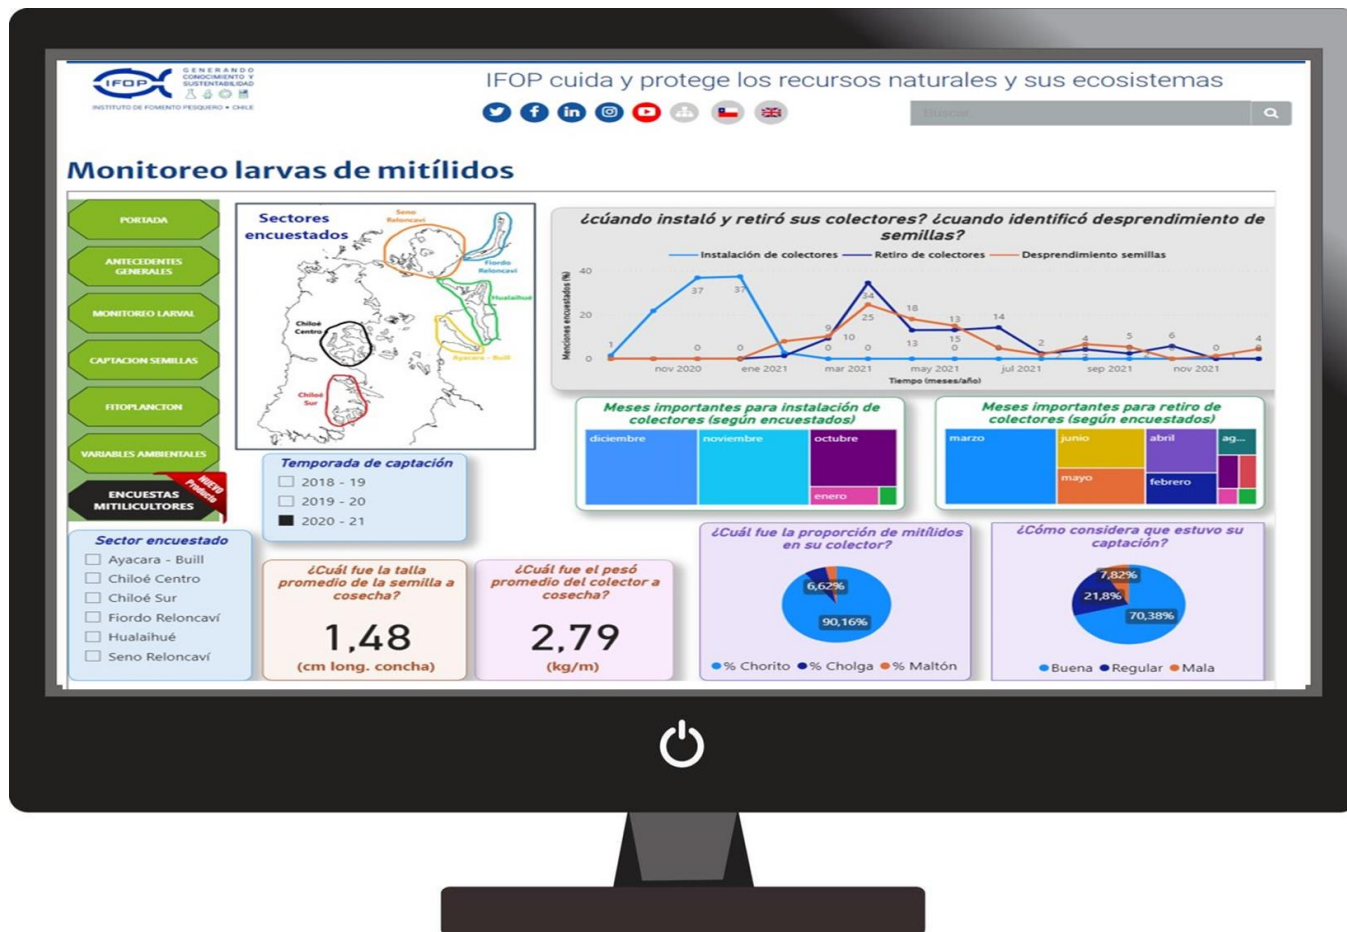 IFOP
GENERANDO
CONOCIMIENTO Y
SUSTENTABILIDAD
INSTITUTO DE FOMENTO PESQUERO • CHILE
IFOP cuida y protege los recursos naturales y sus ecosistemas
Buscar
Monitoreo larvas de mitílidos
PORTADA
ANTECEDENTES
GENERALES
MONITOREO LARVAL
CAPTACION SEMILLAS
FITOPLANCTON
VARIABLES AMBIENTALES
NUEVO
Producto
ENCUESTAS
MITILICULTORES
Sectores
encuestados
Seno
Reloncavi
Fiordo
Reloncavi
Hualaihué
Chiloé
Centro
Ayacara - Buill
Chiloé
Sur
¿cúando instaló y retiró sus colectores? ¿cuando identificó desprendimiento de
semillas?
Instalación de colectores
Retiro de colectores
Desprendimiento semillas
Menciones encuestados (%)
40
20
0
1
37
37
0
0
9
0
10
34
25
0
18
13
13
15
0
14
2
2
4
5
6
0
4
nov 2020
ene 2021
mar 2021
may 2021
jul 2021
sep 2021
nov 2021
Tiempo (meses/año)
Meses importantes para instalación de
colectores (según encuestados)
diciembre
noviembre
octubre
enero
Meses importantes para retiro de
colectores (según encuestados)
marzo
junio
abril
ag...
mayo
febrero
Temporada de captación
2018 - 19
2019 - 20
2020 - 21
Sector encuestado
Ayacara - Buill
Chiloé Centro
Chiloé Sur
Fiordo Reloncaví
Hualaihué
Seno Reloncaví
¿Cuál fue la talla
promedio de la semilla a
cosecha?
1,48
(cm long. concha)
¿Cuál fue el pesó
promedio del colector a
cosecha?
2,79
(kg/m)
¿Cuál fue la proporción de mitílidos
en su colector?
6,62%
90,16%
% Chorito
% Cholga
% Maltón
¿Cómo considera que estuvo su
captación?
7,82%
21,8%
70,38%
Buena
Regular
Mala